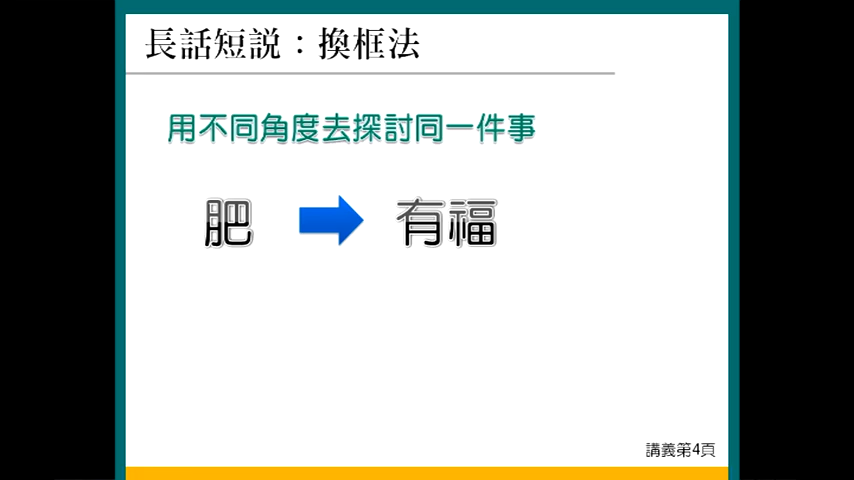 長話短説：換框法
用不同角度去探討同一件事
肥 有福
講義第4頁